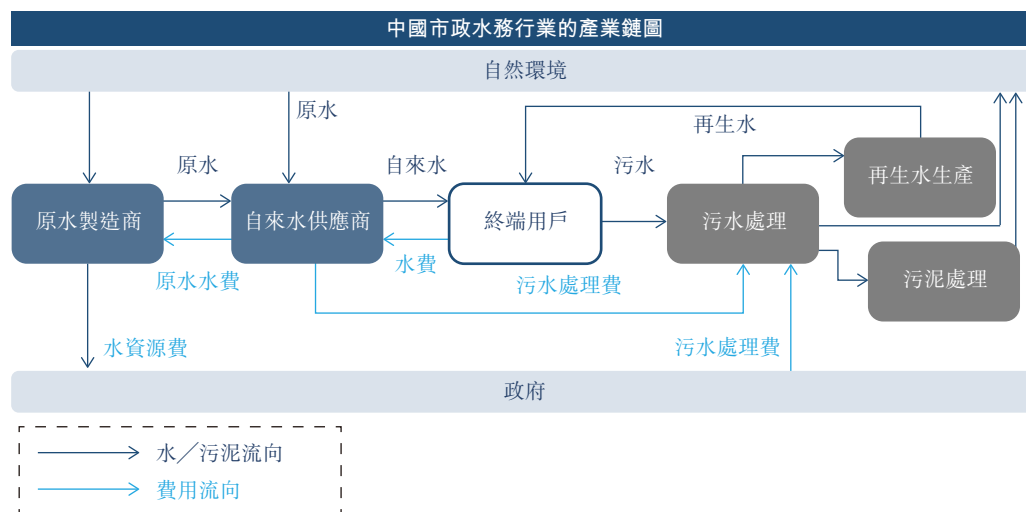 中國市政水務行業的產業鏈圖
自然環境
原水
再生水
原水
自來水
污水
再生水生產
原水製造商
自來水供應商
終端用戶
污水處理
水費
原水水費
污水處理費
污泥處理
水資源費
污水處理費
政府
水／污泥流向
費用流向